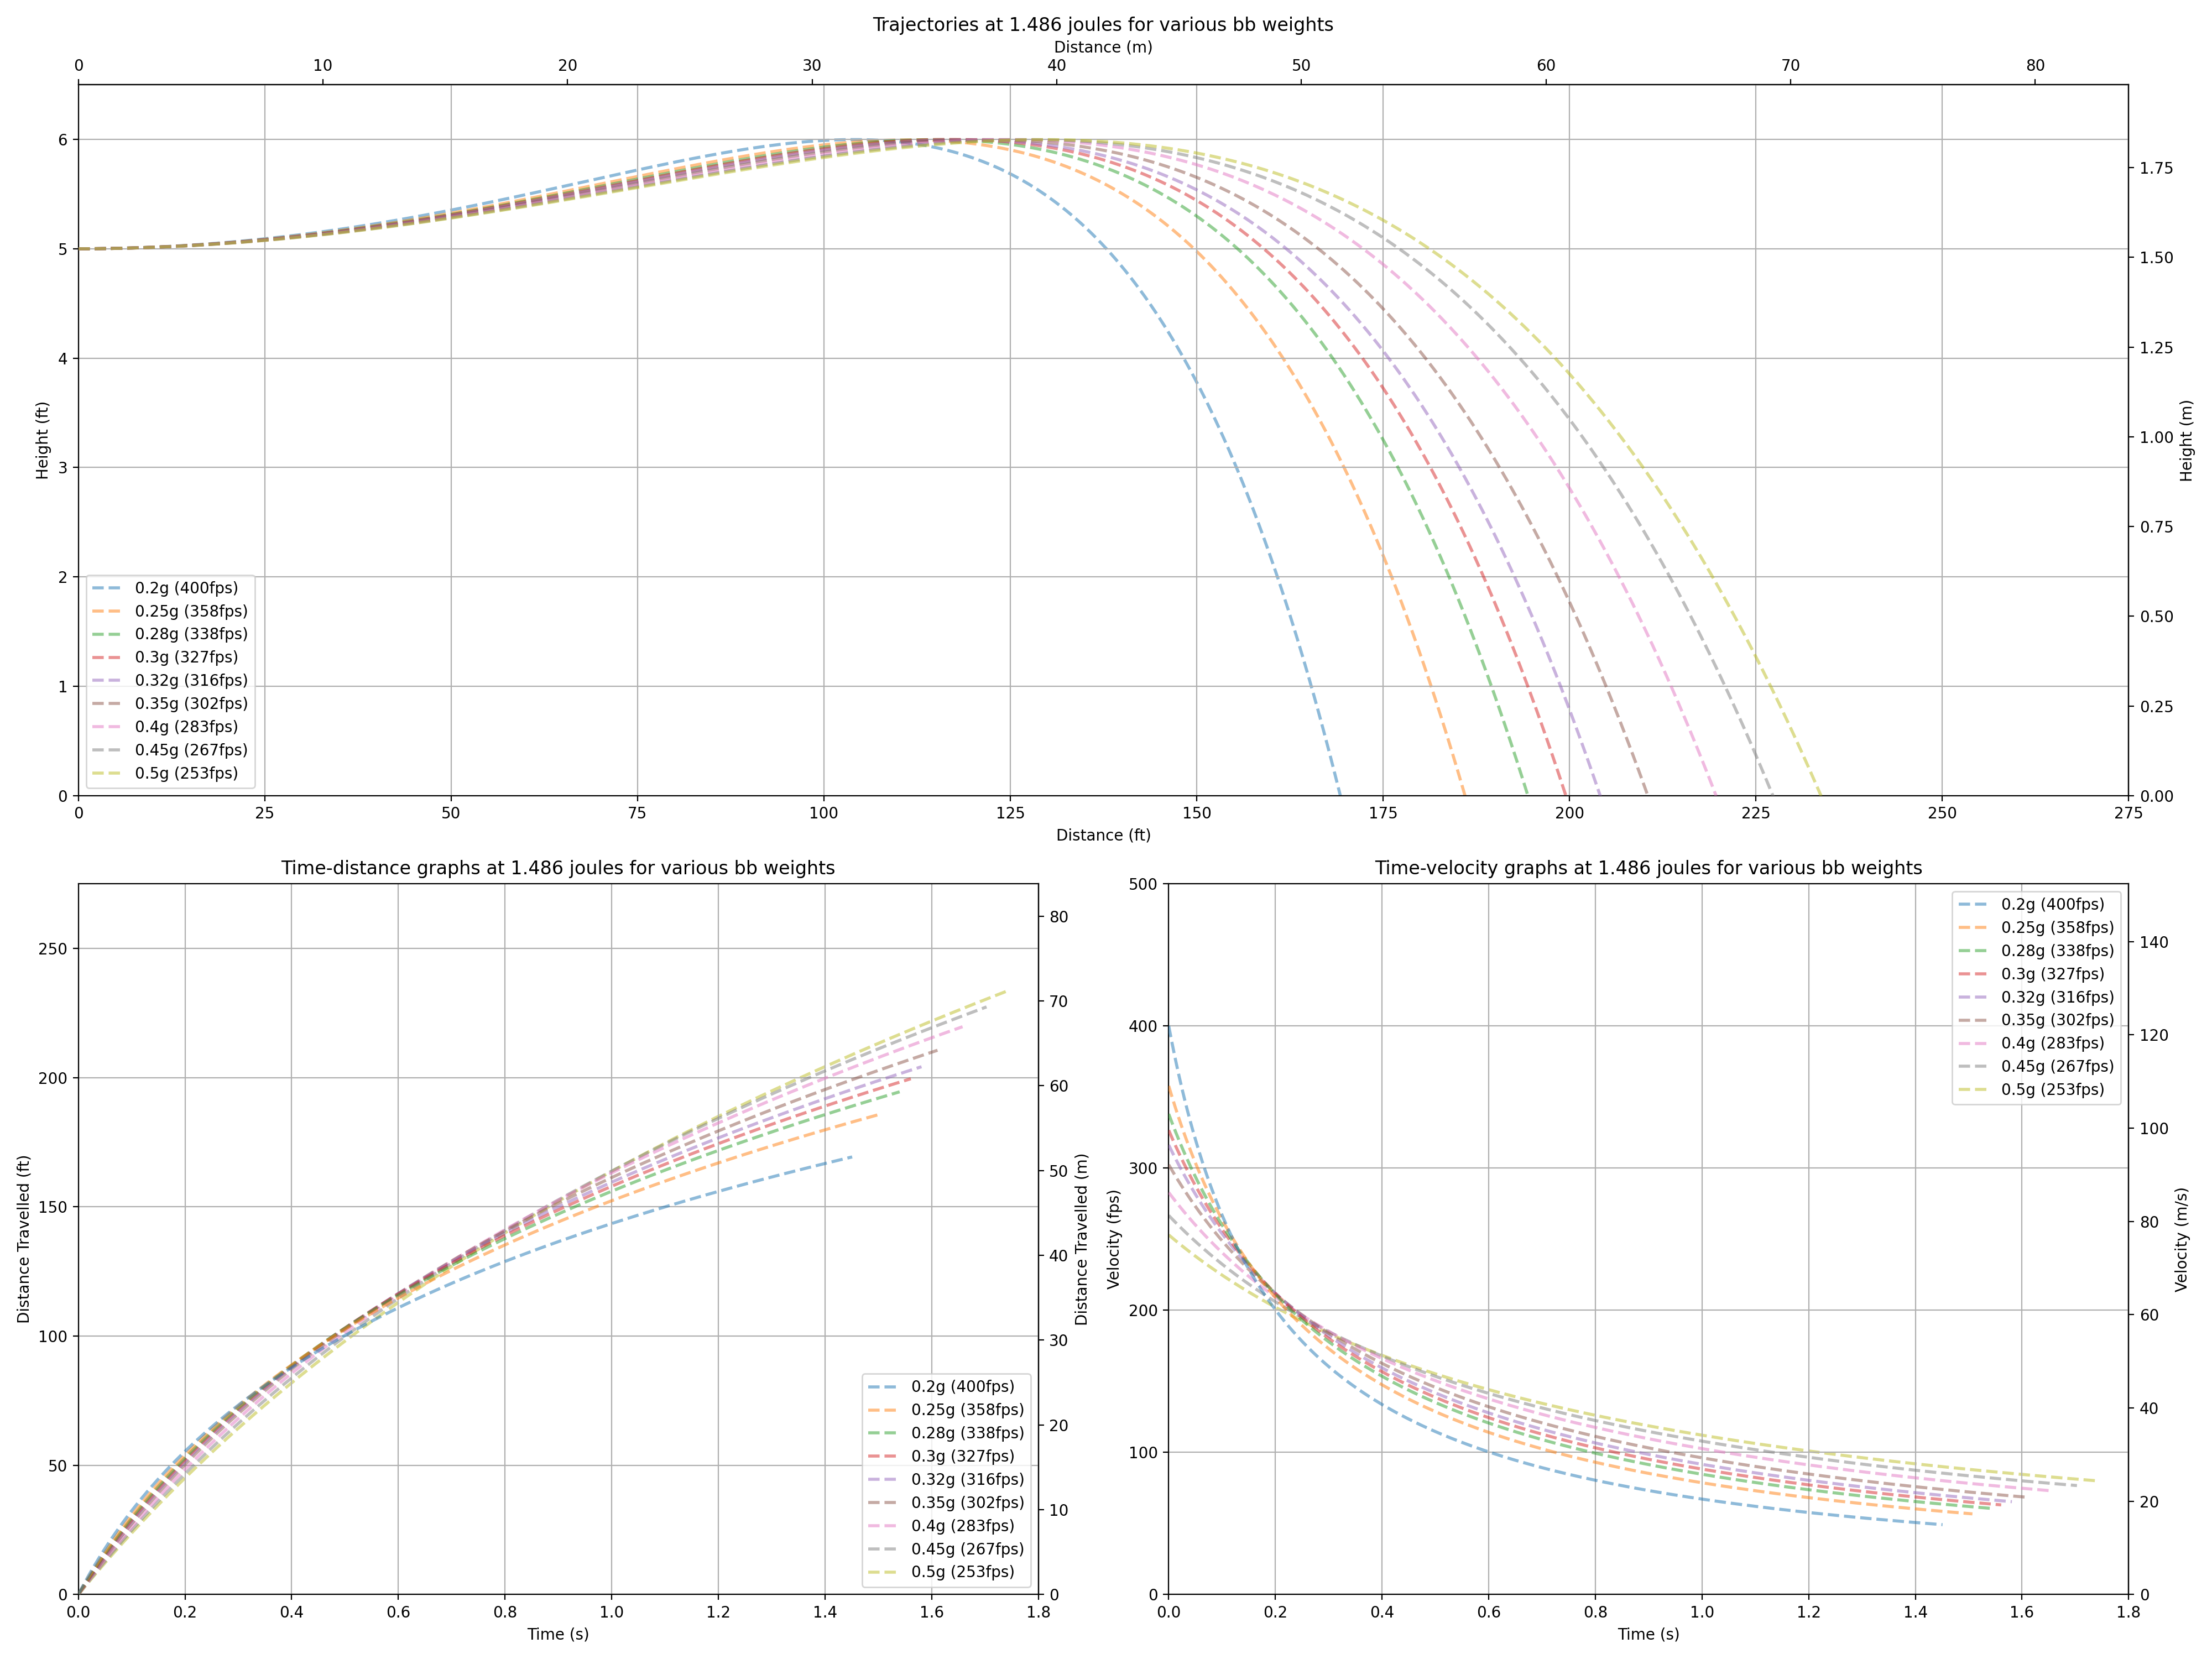 Trajectories at 1.486 joules for various bb weights
Distance (m)
0 10 20 30 40 50 60 70 80
Height (ft)
6
5
4
3
2
1
0
1.75
1.50
1.25
1.00
0.75
0.50
0.25
0.00
Height (m)
0.2g (400fps)
0.25g (358fps)
0.28g (338fps)
0.3g (327fps)
0.32g (316fps)
0.35g (302fps)
0.4g (283fps)
0.45g (267fps)
0.5g (253fps)
0 25 50 75 100 125 150 175 200 225 250 275
Distance (ft)
Time-distance graphs at 1.486 joules for various bb weights
Distance Travelled (ft)
250
200
150
100
50
0
80
70
60
50
40
30
20
10
0
Distance Travelled (m)
0.2g (400fps)
0.25g (358fps)
0.28g (338fps)
0.3g (327fps)
0.32g (316fps)
0.35g (302fps)
0.4g (283fps)
0.45g (267fps)
0.5g (253fps)
0.0 0.2 0.4 0.6 0.8 1.0 1.2 1.4 1.6 1.8
Time (s)
Time-velocity graphs at 1.486 joules for various bb weights
Velocity (fps)
500
400
300
200
100
0
140
120
100
80
60
40
20
0
Velocity (m/s)
0.2g (400fps)
0.25g (358fps)
0.28g (338fps)
0.3g (327fps)
0.32g (316fps)
0.35g (302fps)
0.4g (283fps)
0.45g (267fps)
0.5g (253fps)
0.0 0.2 0.4 0.6 0.8 1.0 1.2 1.4 1.6 1.8
Time (s)